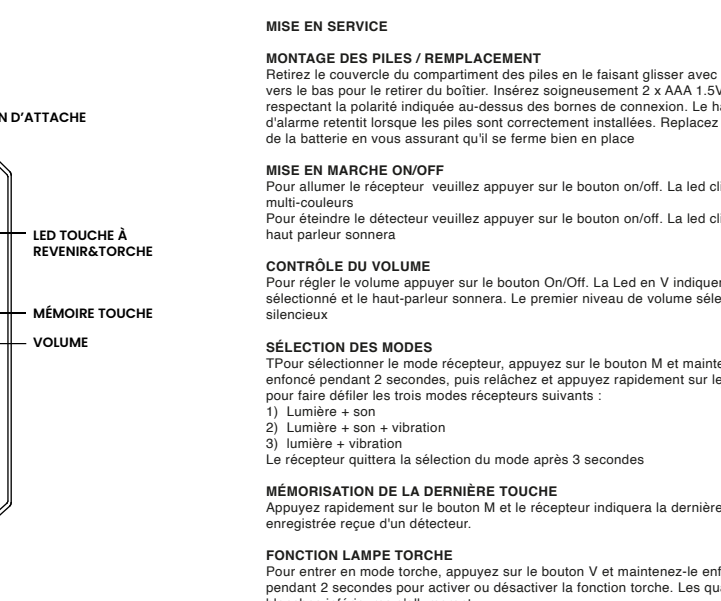 N D'ATTACHE
LED TOUCHE À
REVENIR&TORCHE
MÉMOIRE TOUCHE
VOLUME
MISE EN SERVICE
MONTAGE DES PILES / REMPLACEMENT
Retirez le couvercle du compartiment des piles en le faisant glisser avec
vers le bas pour le retirer du boîtier. Insérez soigneusement 2 x AAA 1.5V
respectant la polarité indiquée au-dessus des bornes de connexion. Le
d'alarme retentit lorsque les piles sont correctement installées. Replacez
de la batterie en vous assurant qu'il se ferme bien en place
MISE EN MARCHE ON/OFF
Pour allumer le récepteur veuillez appuyer sur le bouton on/off. La led
multi-couleurs
Pour éteindre le détecteur veuillez appuyer sur le bouton on/off. La led
haut parleur sonnera
CONTRÔLE DU VOLUME
Pour régler le volume appuyer sur le bouton On/Off. La Led en V
sélectionné et le haut-parleur sonnera. Le premier niveau de volume
silencieux
SÉLECTION DES MODES
TPour sélectionner le mode récepteur, appuyez sur le bouton M et
enfoncé pendant 2 secondes, puis relâchez et appuyez rapidement sur le
pour faire défiler les trois modes récepteurs suivants :
1) Lumière + son
2) Lumière + son + vibration
3) lumière + vibration
Le récepteur quittera la sélection du mode après 3 secondes
MÉMORISATION DE LA DERNIÈRE TOUCHE
Appuyez rapidement sur le bouton M et le récepteur indiquera la dernière
enregistrée reçue d'un détecteur.
FONCTION LAMPE TORCHE
Pour entrer en mode torche, appuyez sur le bouton V et maintenez-le
pendant 2 secondes pour activer ou désactiver la fonction torche. Les